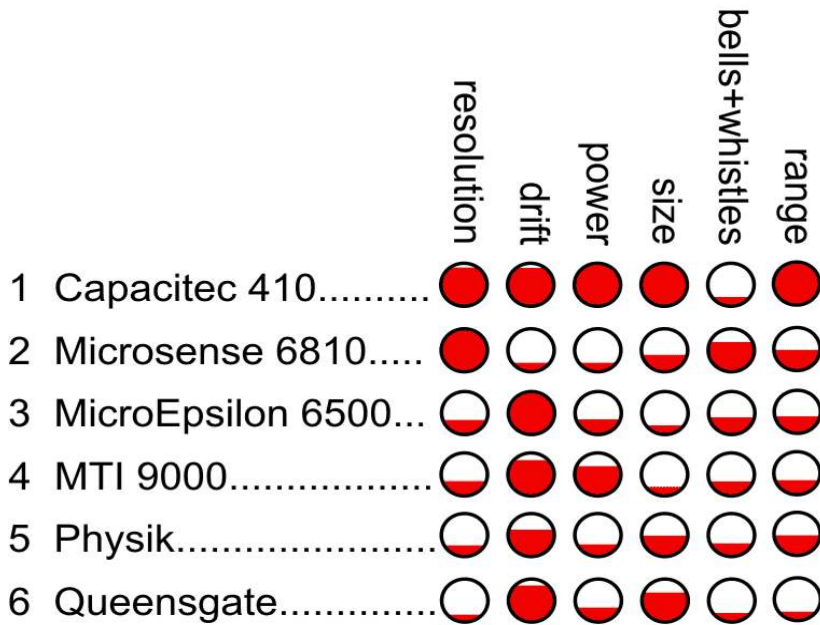 resolution
drift
power
size
bells+whistles
range
1 Capacitec 410..........
2 Microsense 6810.....
3 MicroEpsilon 6500...
4 MTI 9000..................
5 Physik.......................
6 Queensgate..............